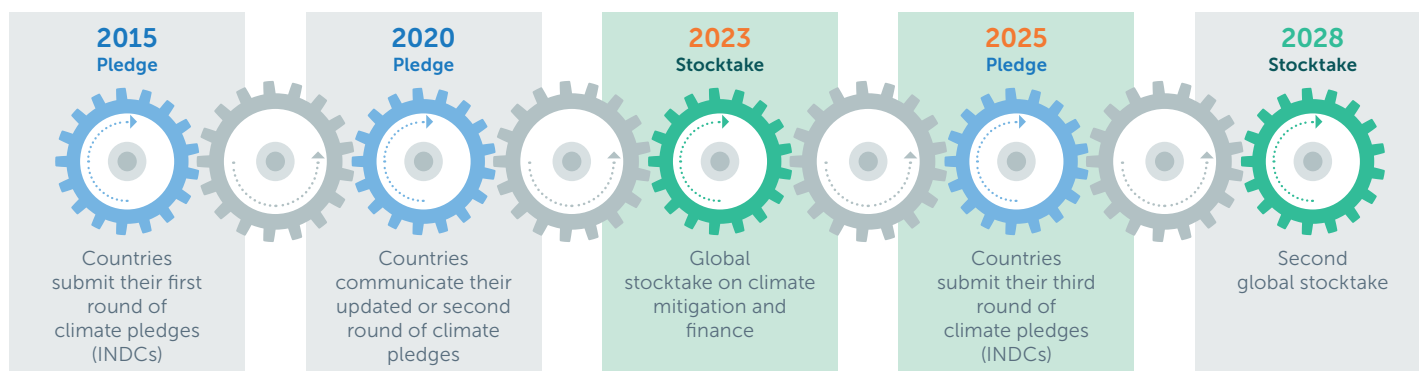 2015
Pledge
Countries
submit their first
round of
climate pledges
(INDCs)
2020
Pledge
Countries
communicate their
updated or second
round of climate
pledges
2023
Stocktake
Global
stocktake on climate
mitigation and
finance
2025
Pledge
Countries
submit their third
round of
climate pledges
(INDCs)
2028
Stocktake
Second
global stocktake